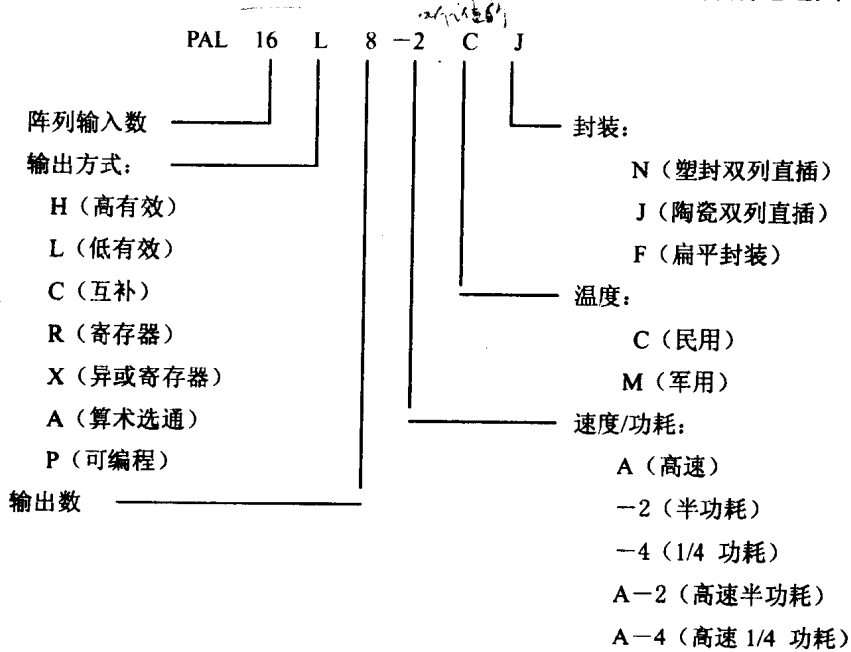 PAL 16 L 8 －2 C J
阵列输入数
输出方式：
H（高有效）
L（低有效）
C（互补）
R（寄存器）
X（异或寄存器）
A（算术选通）
P（可编程）
输出数
封装：
N（塑封双列直插）
J（陶瓷双列直插）
F（扁平封装）
温度：
C（民用）
M（军用）
速度/功耗：
A（高速）
－2（半功耗）
－4（1/4 功耗）
A－2（高速半功耗）
A－4（高速 1/4 功耗）